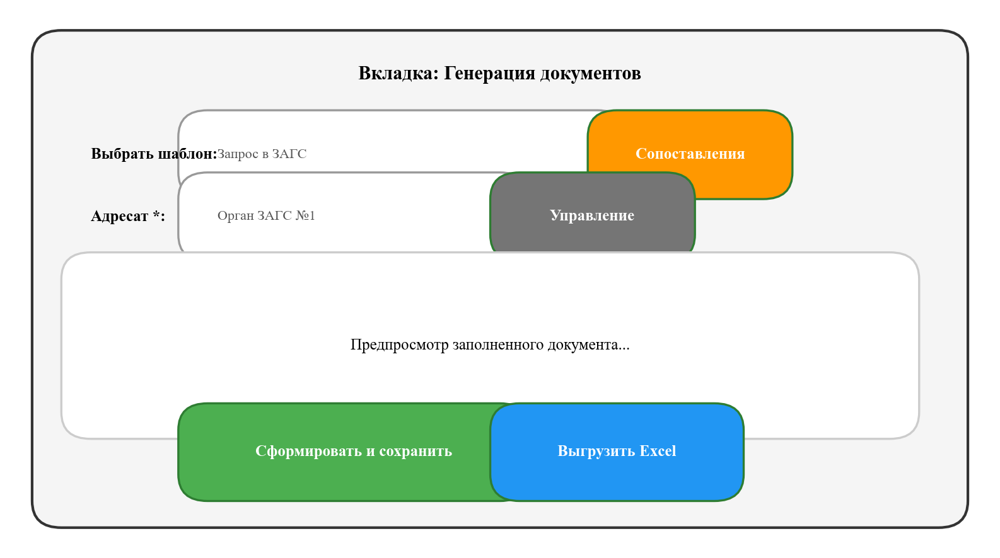 Вкладка: Генерация документов
Выбрать шаблон: Запрос в ЗАГС Сопоставления
Адресат *: Орган ЗАГС №1 Управление
Предпросмотр заполненного документа...
Сформировать и сохранить Выгрузить Excel